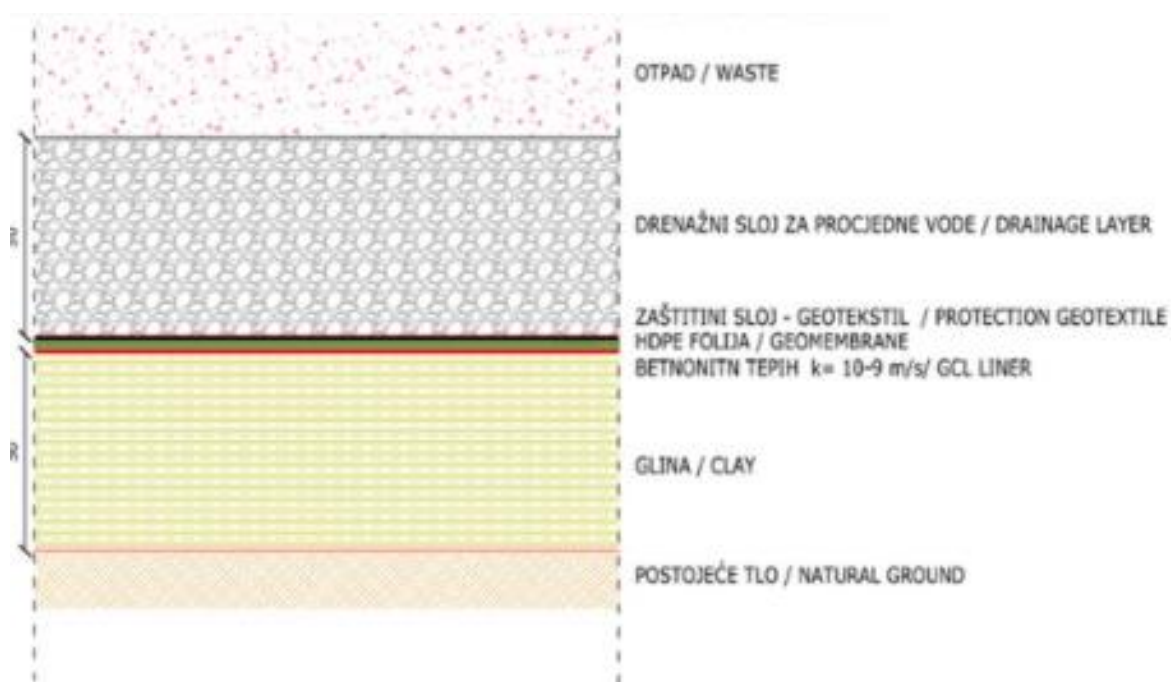 OTPAD / WASTE
DRENAŽNI SLOJ ZA PROCJEDNE VODE / DRAINAGE LAYER
ZAŠTITINI SLOJ - GEOTEKSTIL / PROTECTION GEOTEXTILE
HDPE FOLIJA / GEOMEMBRANE
BETNONITN TEPIH k= 10-9 m/s/ GCL LINER
GLINA / CLAY
POSTOJEĆE TLO / NATURAL GROUND